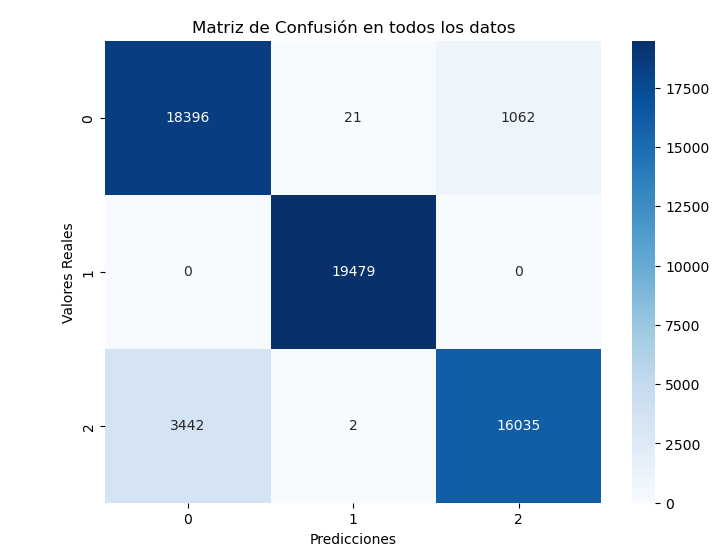 Matriz de Confusión en todos los datos
Valores Reales
0
18396 21 1062
1
0 19479 0
2
3442 2 16035
0 1 2
Predicciones
17500
15000
12500
10000
7500
5000
2500
0